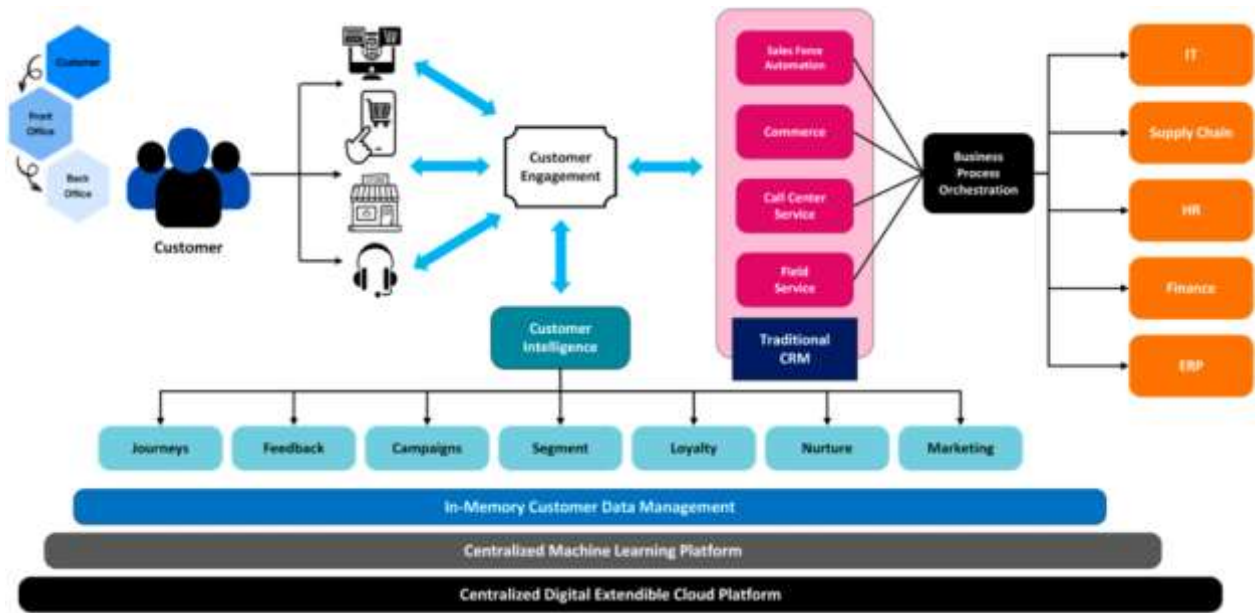 Customer
Front
Office
Back
Office
Customer
Customer
Engagement
Customer
Intelligence
Sales Force
Automation
Commerce
Call Center
Service
Field
Service
Traditional
CRM
Business
Process
Orchestration
IT
Supply Chain
HR
Finance
ERP
Journeys
Feedback
Campaigns
Segment
Loyalty
Nurture
Marketing
In-Memory Customer Data Management
Centralized Machine Learning Platform
Centralized Digital Extendible Cloud Platform